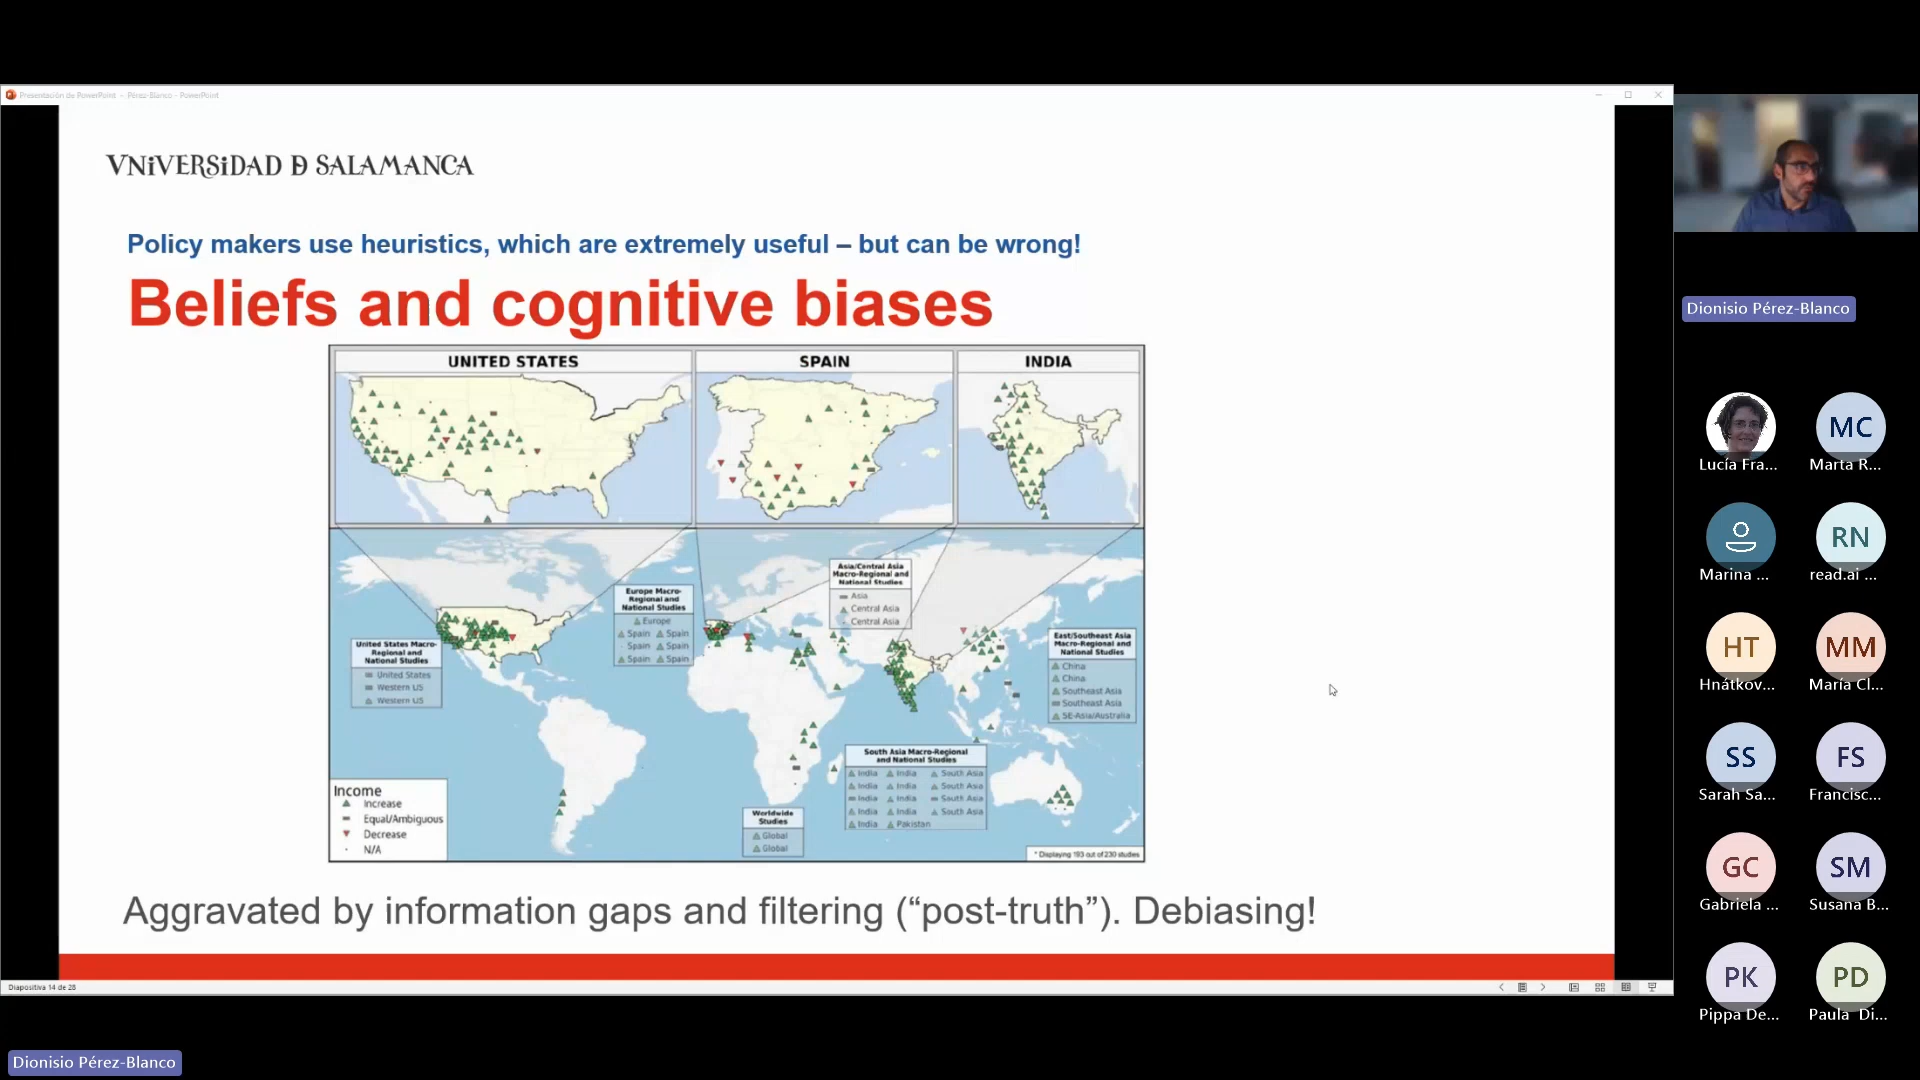 Presentación de PowerPoint - _Pérez-Blanco - PowerPoint
VNiVERSiDAD Ð SALAMANCA
Policy makers use heuristics, which are extremely useful – but can be wrong!
Beliefs and cognitive biases
UNITED STATES
SPAIN
INDIA
United States Macro-
Regional and
National Studies
United States
Western US
Western US
Europe Macro-
Regional and
National Studies
Europe
Spain Spain
Spain Spain
Spain Spain
Asia/Central Asia
Macro-Regional and
National Studies
Asia
Central Asia
Central Asia
East/Southeast Asia
Macro-Regional and
National Studies
China
China
Southeast Asia
Southeast Asia
SE-Asia/Australia
South Asia Macro-Regional
and National Studies
India India South Asia
India India South Asia
India India South Asia
India India South Asia
India Pakistan
Worldwide
Studies
Global
Global
Income
Increase
Equal/Ambiguous
Decrease
N/A
* Displaying 193 out of 230 studies
Aggravated by information gaps and filtering (“post-truth”). Debiasing!
Diapositiva 14 de 28
Dionisio Pérez-Blanco
Dionisio Pérez-Blanco
Lucía Fra...
MC
Marta R...
Marina ...
RN
read.ai ...
HT
Hnátkov...
MM
María Cl...
SS
Sarah Sa...
FS
Francisc...
GC
Gabriela ...
SM
Susana B...
PK
Pippa De...
PD
Paula Di...